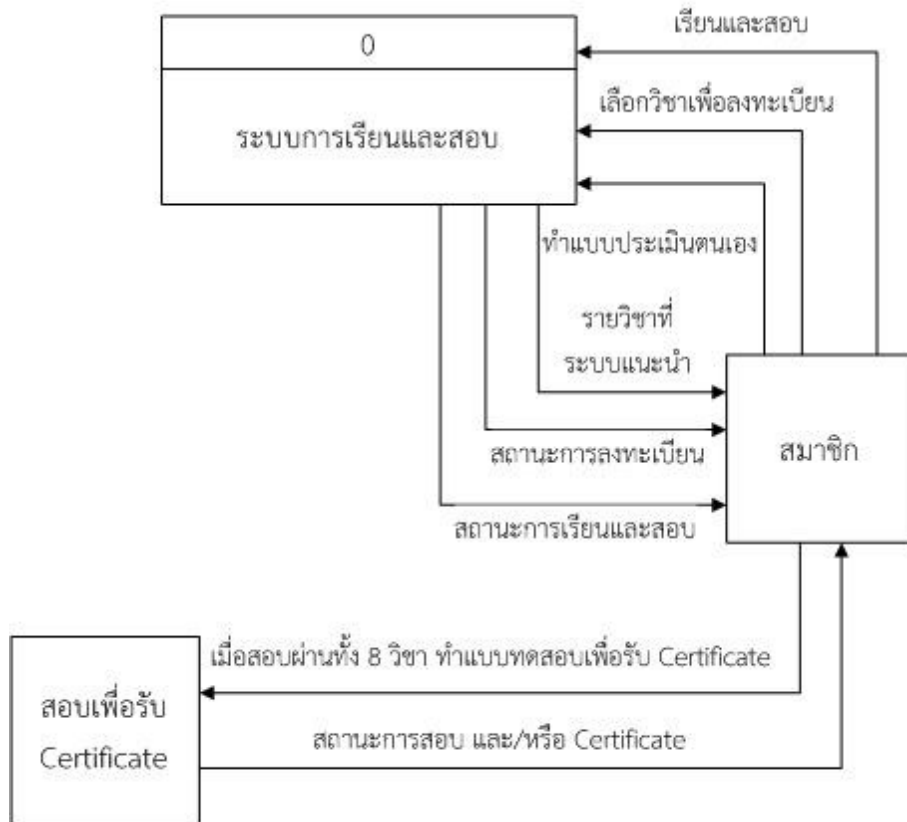 เรียนและสอบ
0
เลือกวิชาเพื่อลงทะเบียน
ระบบการเรียนและสอบ
ทำแบบประเมินตนเอง
รายวิชาที่
ระบบแนะนำ
สถานะการลงทะเบียน
สมาชิก
สถานะการเรียนและสอบ
เมื่อสอบผ่านทั้ง 8 วิชา ทำแบบทดสอบเพื่อรับ Certificate
สอบเพื่อรับ
Certificate
สถานะการสอบ และ/หรือ Certificate